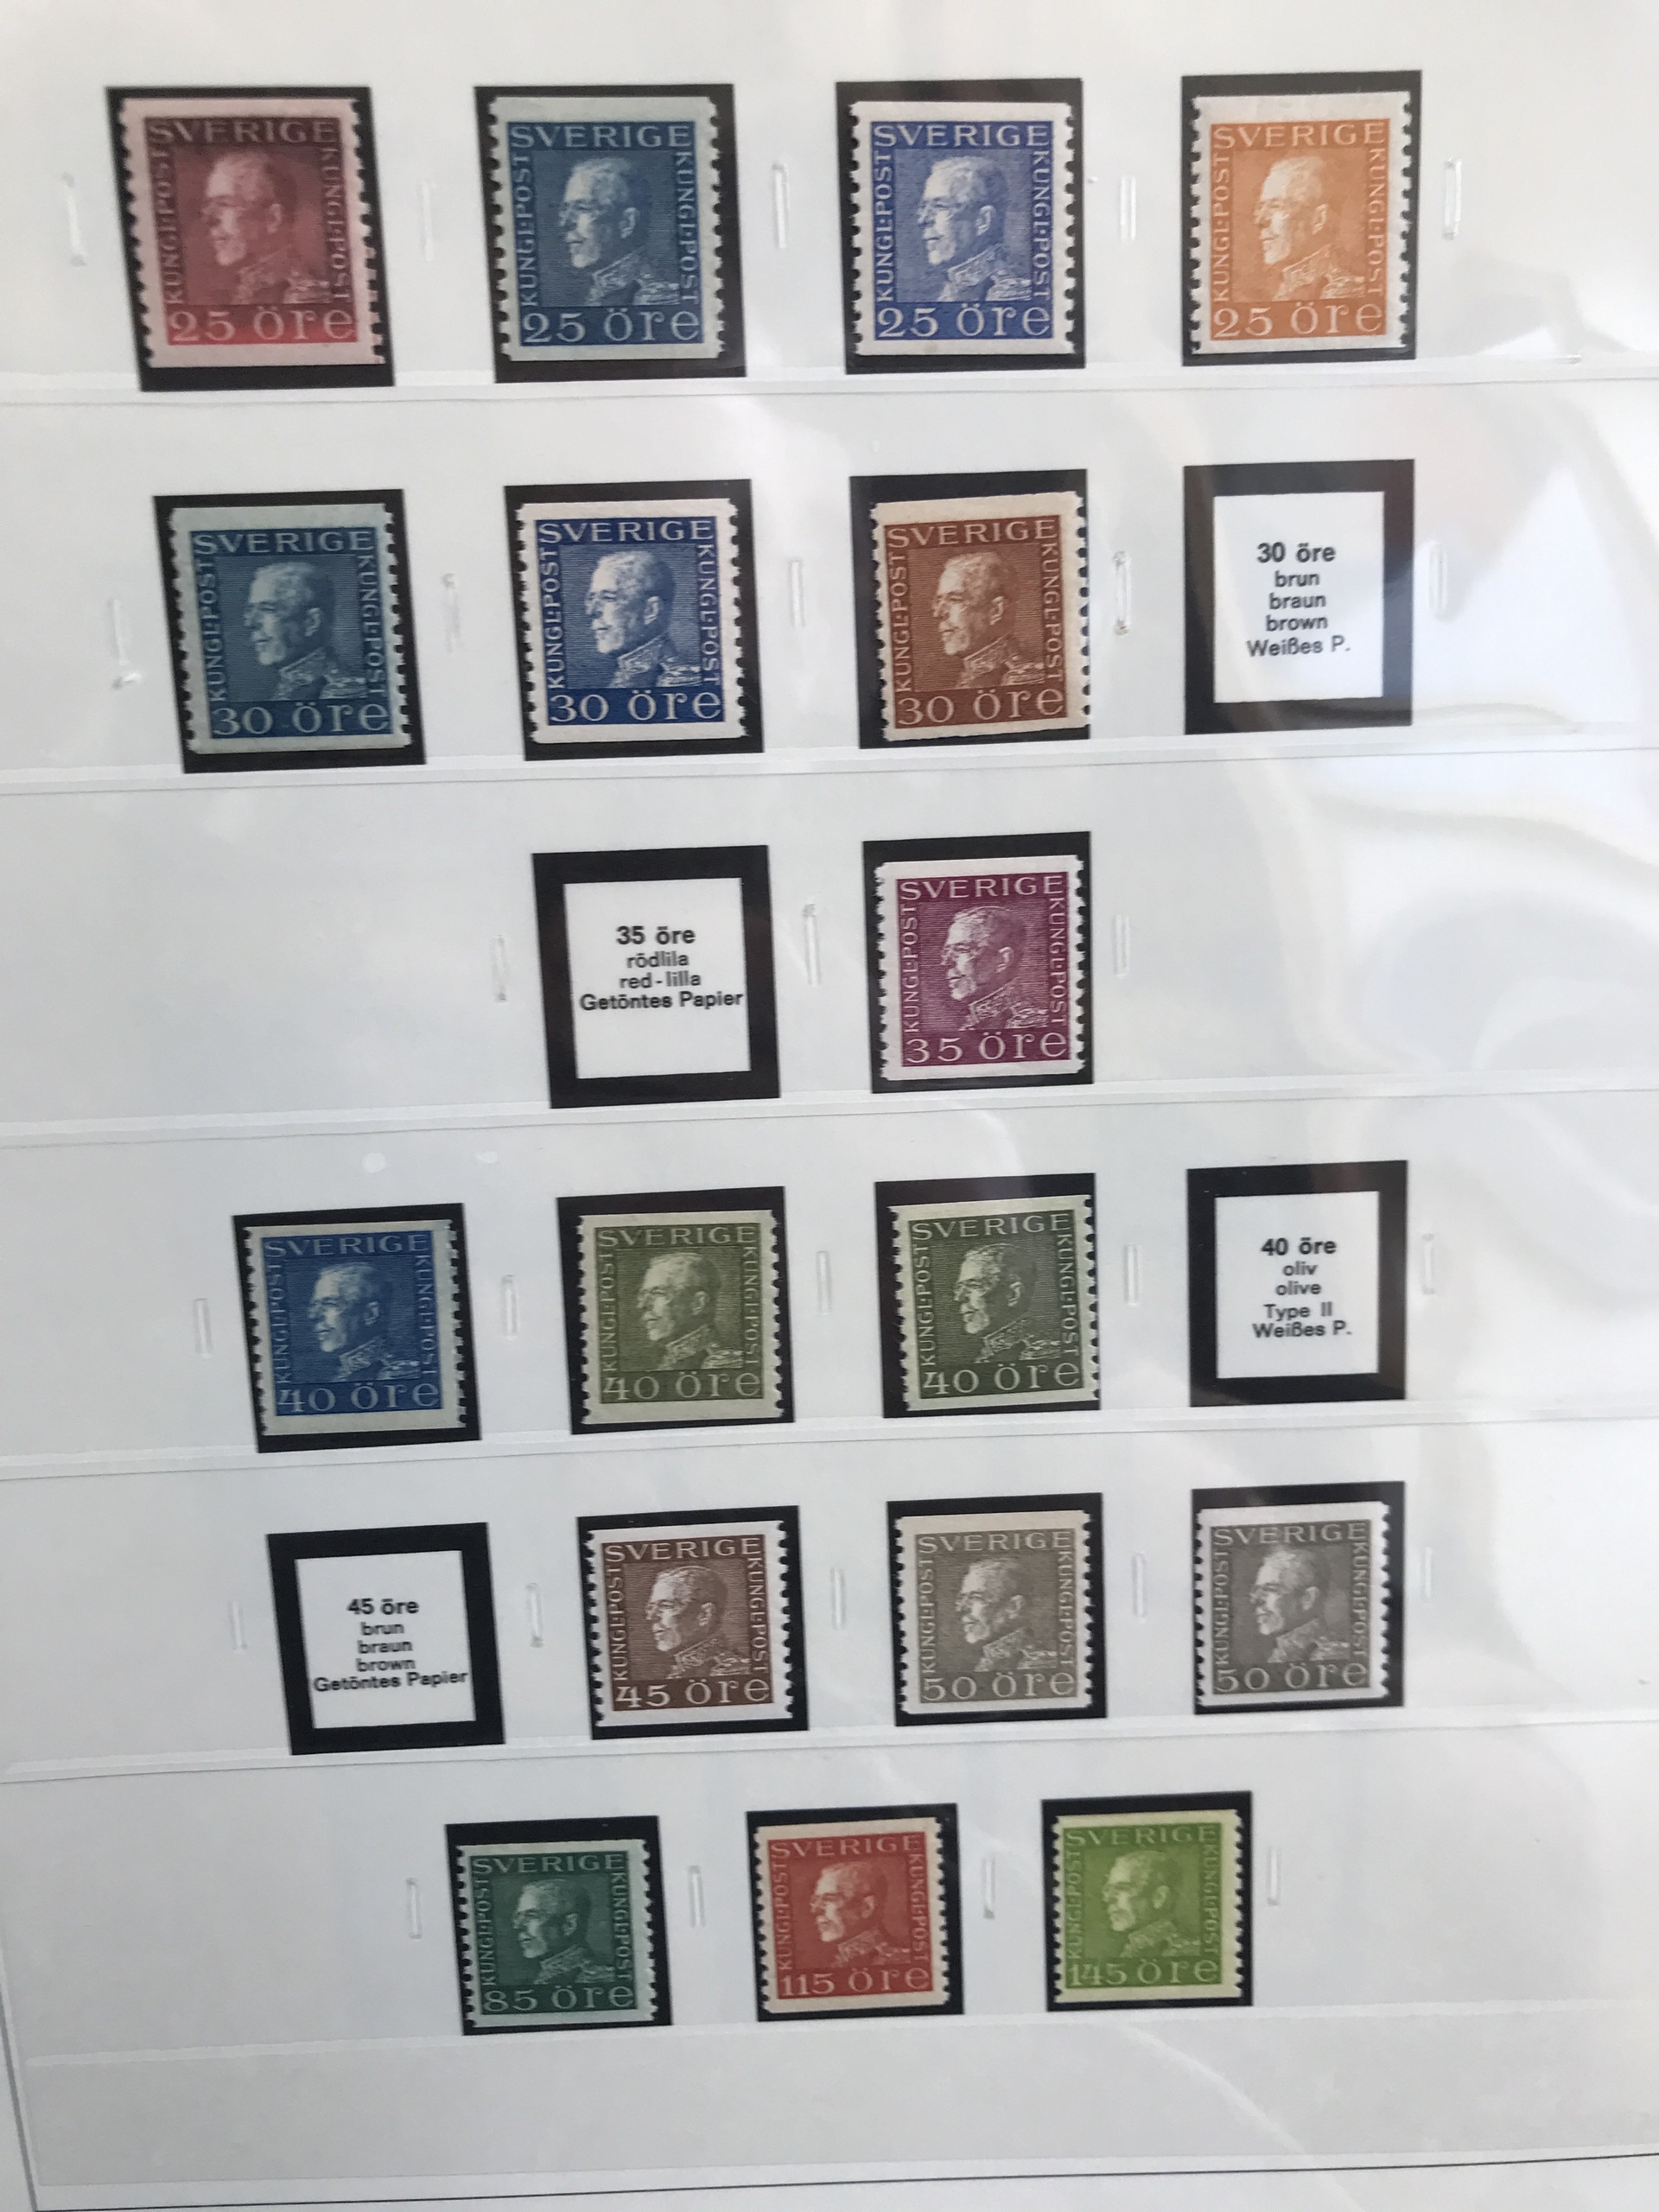 SVERIGE
KUNGL·POST
KUNGL·POST
25 öre
SVERIGE
KUNGL·POST
KUNGL·POST
25 öre
SVERIGE
KUNGL·POST
KUNGL·POST
25 öre
SVERIGE
KUNGL·POST
KUNGL·POST
25 öre
SVERIGE
KUNGL·POST
KUNGL·POST
30 öre
SVERIGE
KUNGL·POST
KUNGL·POST
30 öre
SVERIGE
KUNGL·POST
KUNGL·POST
30 öre
30 öre
brun
braun
brown
Weißes P.
35 öre
rödlila
red-lilla
Getöntes Papier
SVERIGE
KUNGL·POST
KUNGL·POST
35 öre
SVERIGE
KUNGL·POST
KUNGL·POST
40 öre
SVERIGE
KUNGL·POST
KUNGL·POST
40 öre
SVERIGE
KUNGL·POST
KUNGL·POST
40 öre
40 öre
oliv
olive
Type II
Weißes P.
45 öre
brun
braun
brown
Getöntes Papier
SVERIGE
KUNGL·POST
KUNGL·POST
45 öre
SVERIGE
KUNGL·POST
KUNGL·POST
50 öre
SVERIGE
KUNGL·POST
KUNGL·POST
50 öre
SVERIGE
KUNGL·POST
KUNGL·POST
85 öre
SVERIGE
KUNGL·POST
KUNGL·POST
115 öre
SVERIGE
KUNGL·POST
KUNGL·POST
145 öre